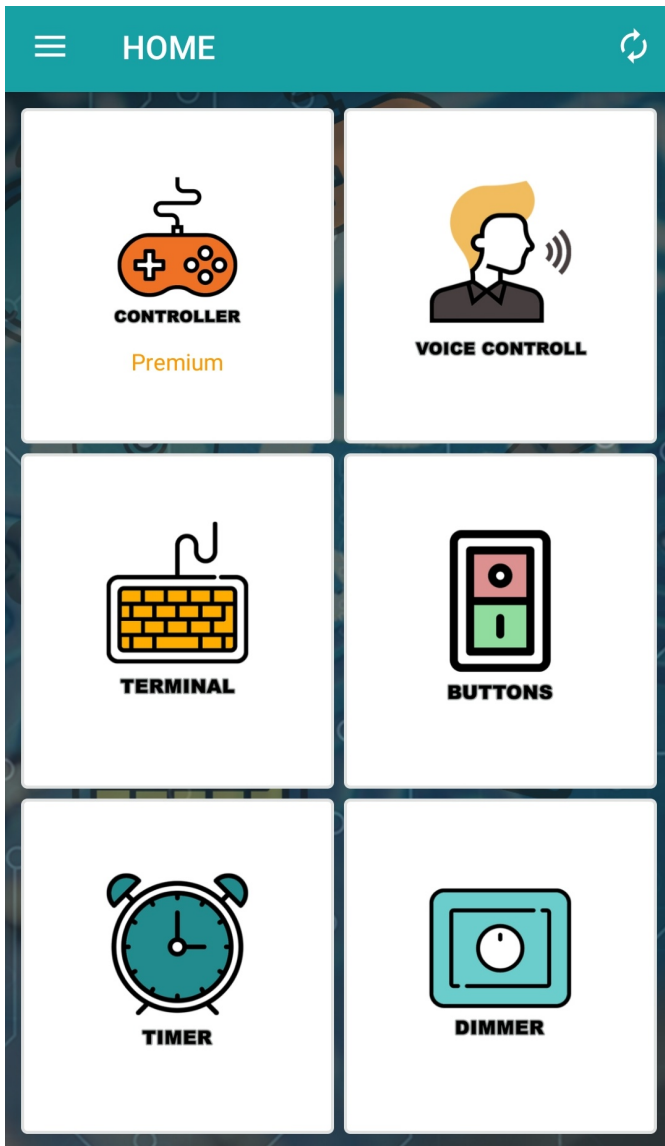 HOME
CONTROLLER
Premium
VOICE CONTROLL
TERMINAL
BUTTONS
TIMER
DIMMER